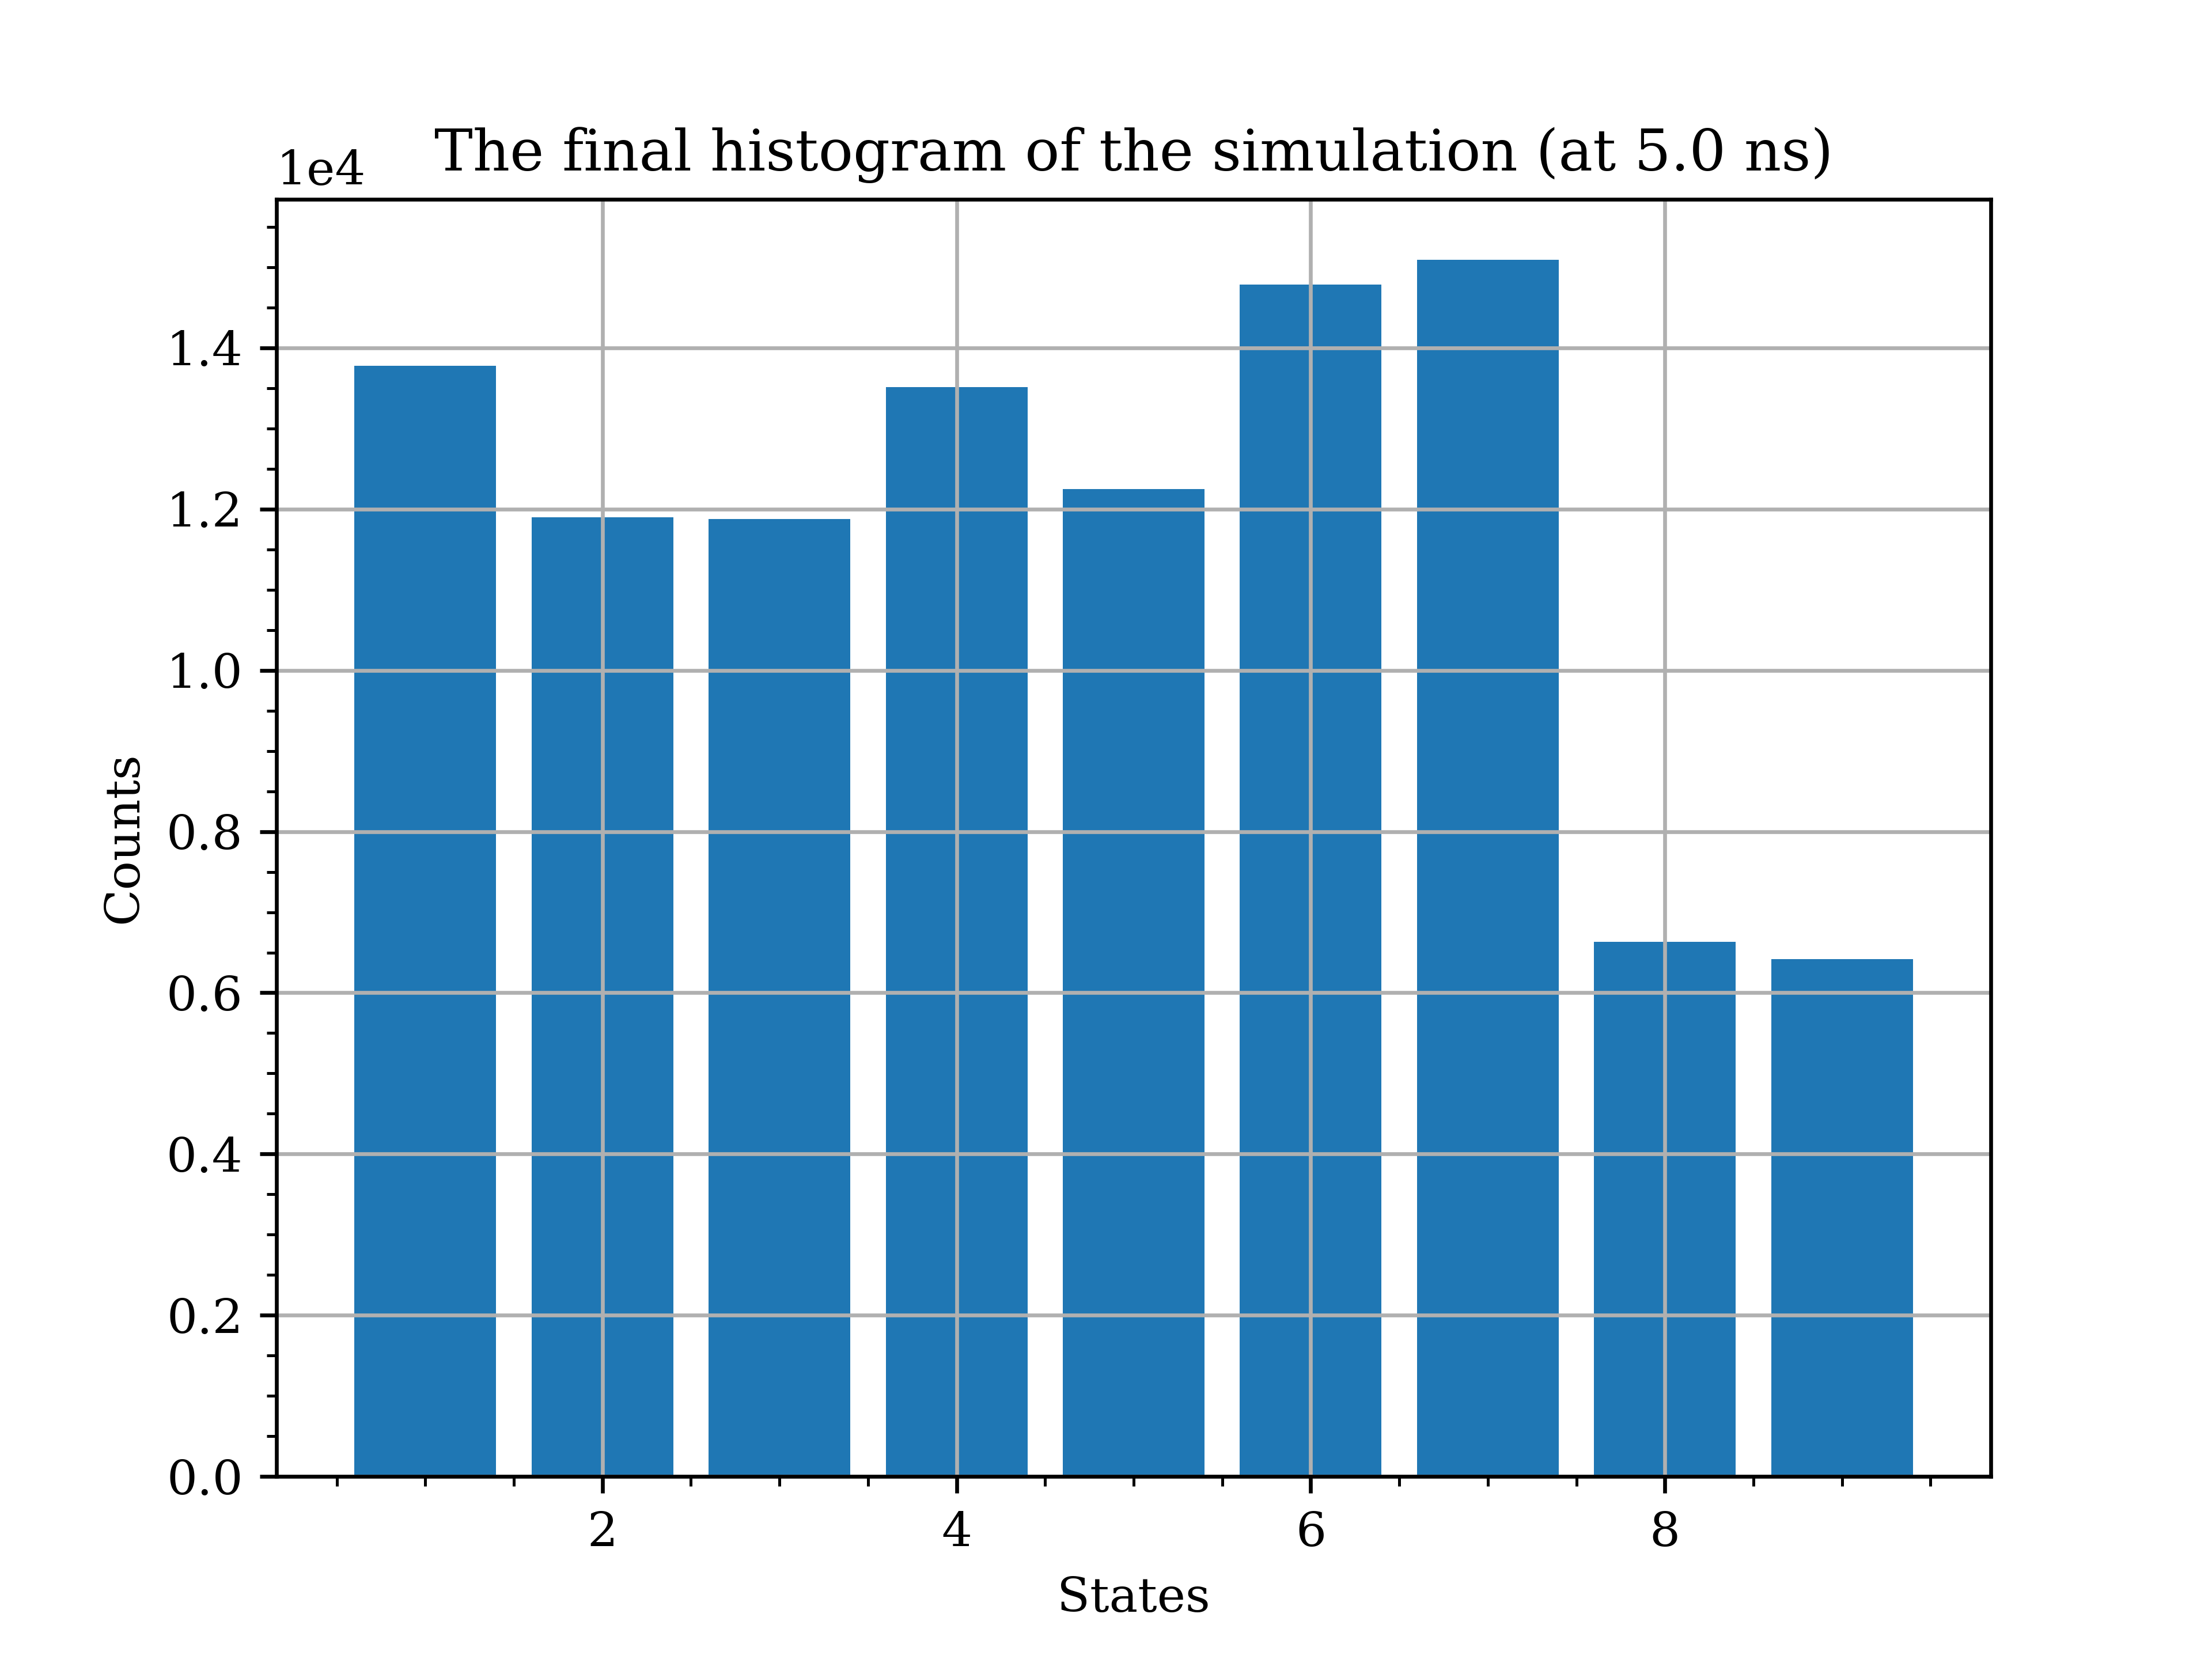 The final histogram of the simulation (at 5.0 ns)
1e4
1.4
1.2
1.0
0.8
0.6
0.4
0.2
0.0
Counts
2 4 6 8
States